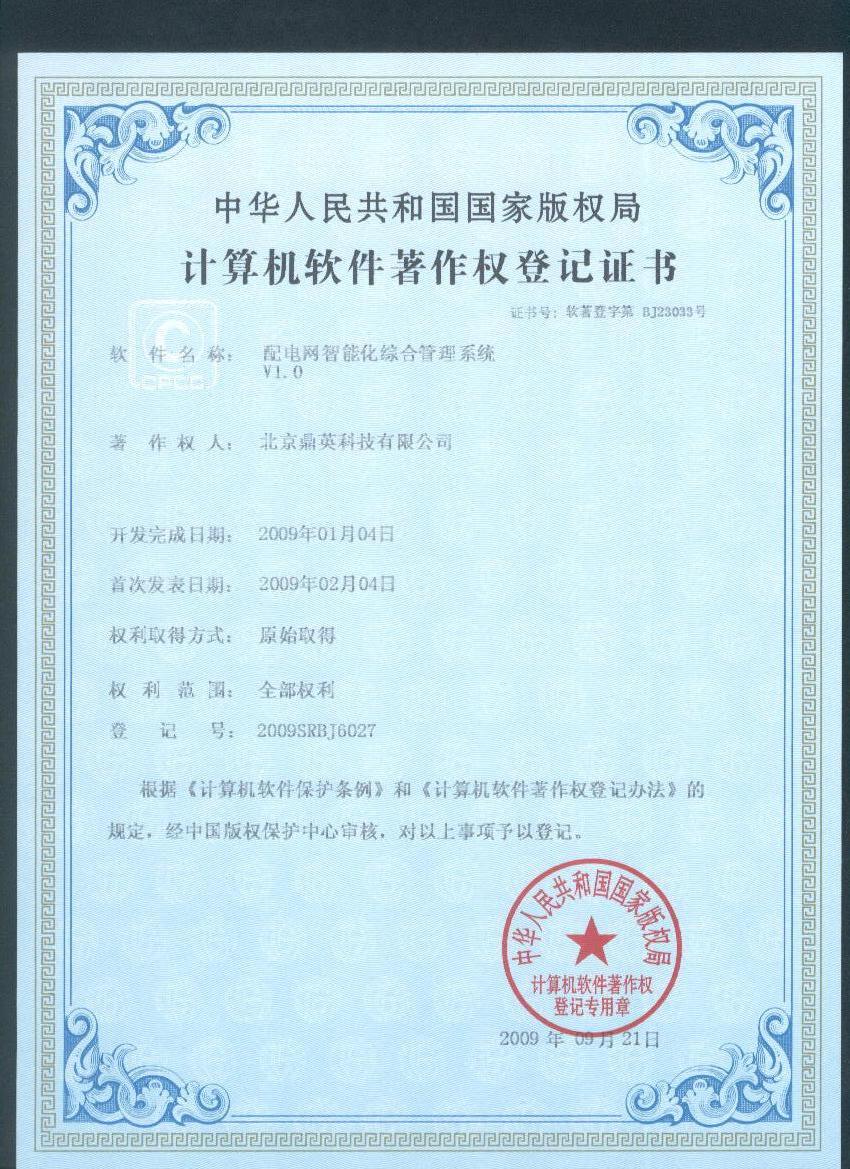 中华人民共和国国家版权局
计算机软件著作权登记证书
证书号：软著登字第 BJ23033号
CPCC
软件名称：配电网智能化综合管理系统
V1.0
著作权人：北京鼎英科技有限公司
开发完成日期：2009年01月04日
首次发表日期：2009年02月04日
权利取得方式：原始取得
权利范围：全部权利
登记号：2009SRBJ6027
根据《计算机软件保护条例》和《计算机软件著作权登记办法》的
规定，经中国版权保护中心审核，对以上事项予以登记。
中华人民共和国国家版权局
计算机软件著作权
登记专用章
2009 年 09 月 21日